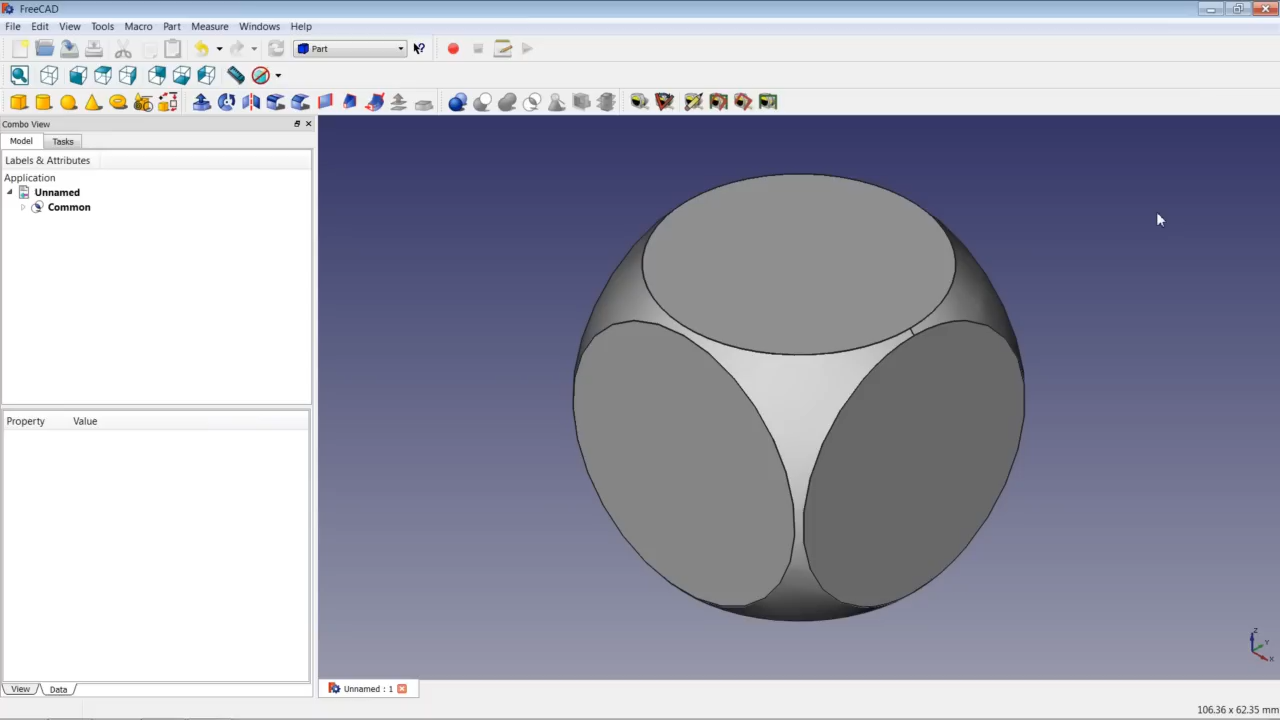 FreeCAD
File Edit View Tools Macro Part Measure Windows Help
Part
Combo View
Model Tasks
Labels & Attributes
Application
Unnamed
Common
Property Value
View Data
Unnamed : 1
Z
Y
X
106.36 x 62.35 mm